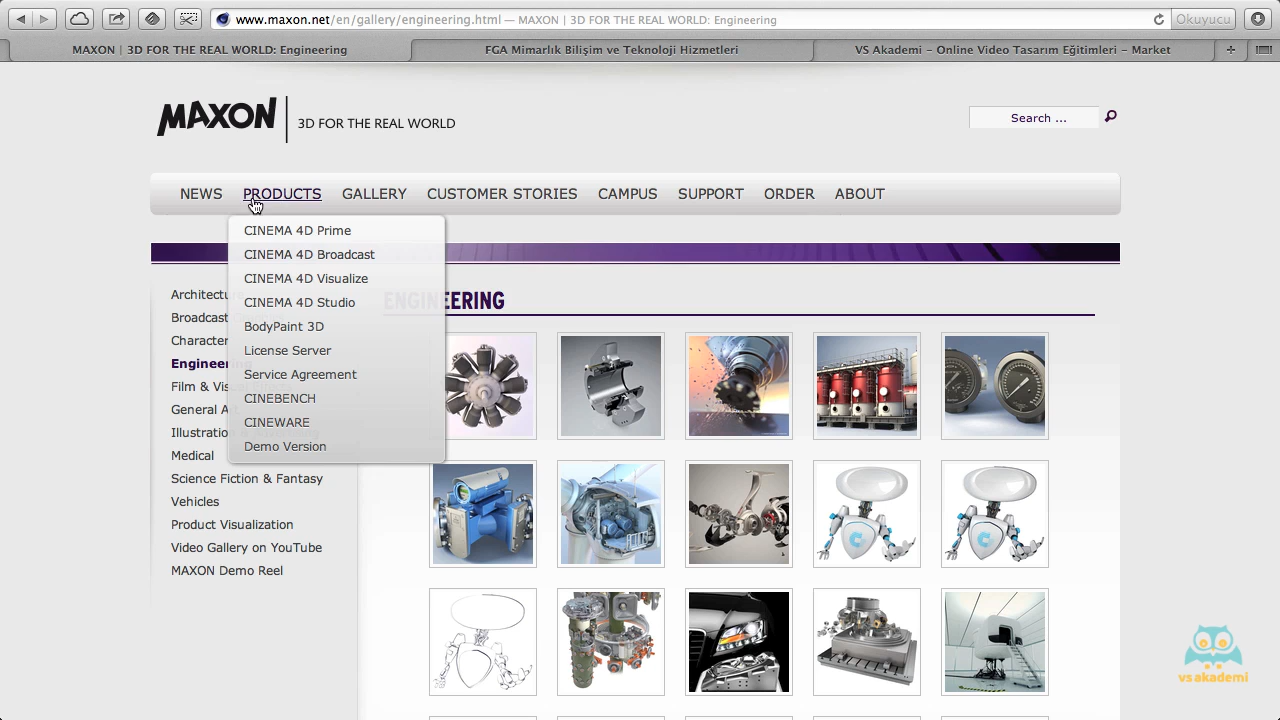 www.maxon.net/en/gallery/engineering.html — MAXON | 3D FOR THE REAL WORLD: Engineering
Okuyucu
MAXON | 3D FOR THE REAL WORLD: Engineering
FGA Mimarlık Bilişim ve Teknoloji Hizmetleri
VS Akademi – Online Video Tasarım Eğitimleri – Market
MAXON
3D FOR THE REAL WORLD
Search ...
NEWS PRODUCTS GALLERY CUSTOMER STORIES CAMPUS SUPPORT ORDER ABOUT
CINEMA 4D Prime
CINEMA 4D Broadcast
CINEMA 4D Visualize
CINEMA 4D Studio
BodyPaint 3D
License Server
Service Agreement
CINEBENCH
CINEWARE
Demo Version
Architectu
Broadcast
Character
Engineer
Film & Vis
General A
Illustration
Medical
Science Fiction & Fantasy
Vehicles
Product Visualization
Video Gallery on YouTube
MAXON Demo Reel
ENGINEERING
vs akademi